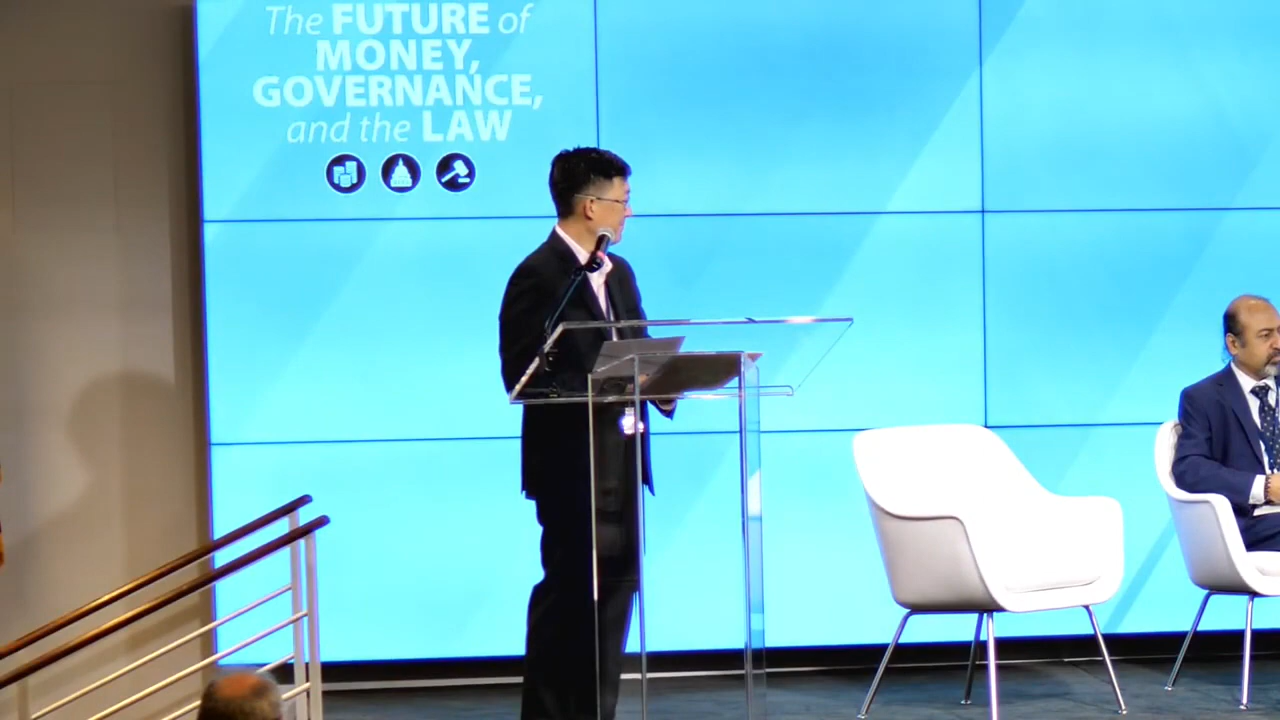 The FUTURE of
MONEY,
GOVERNANCE,
and the LAW